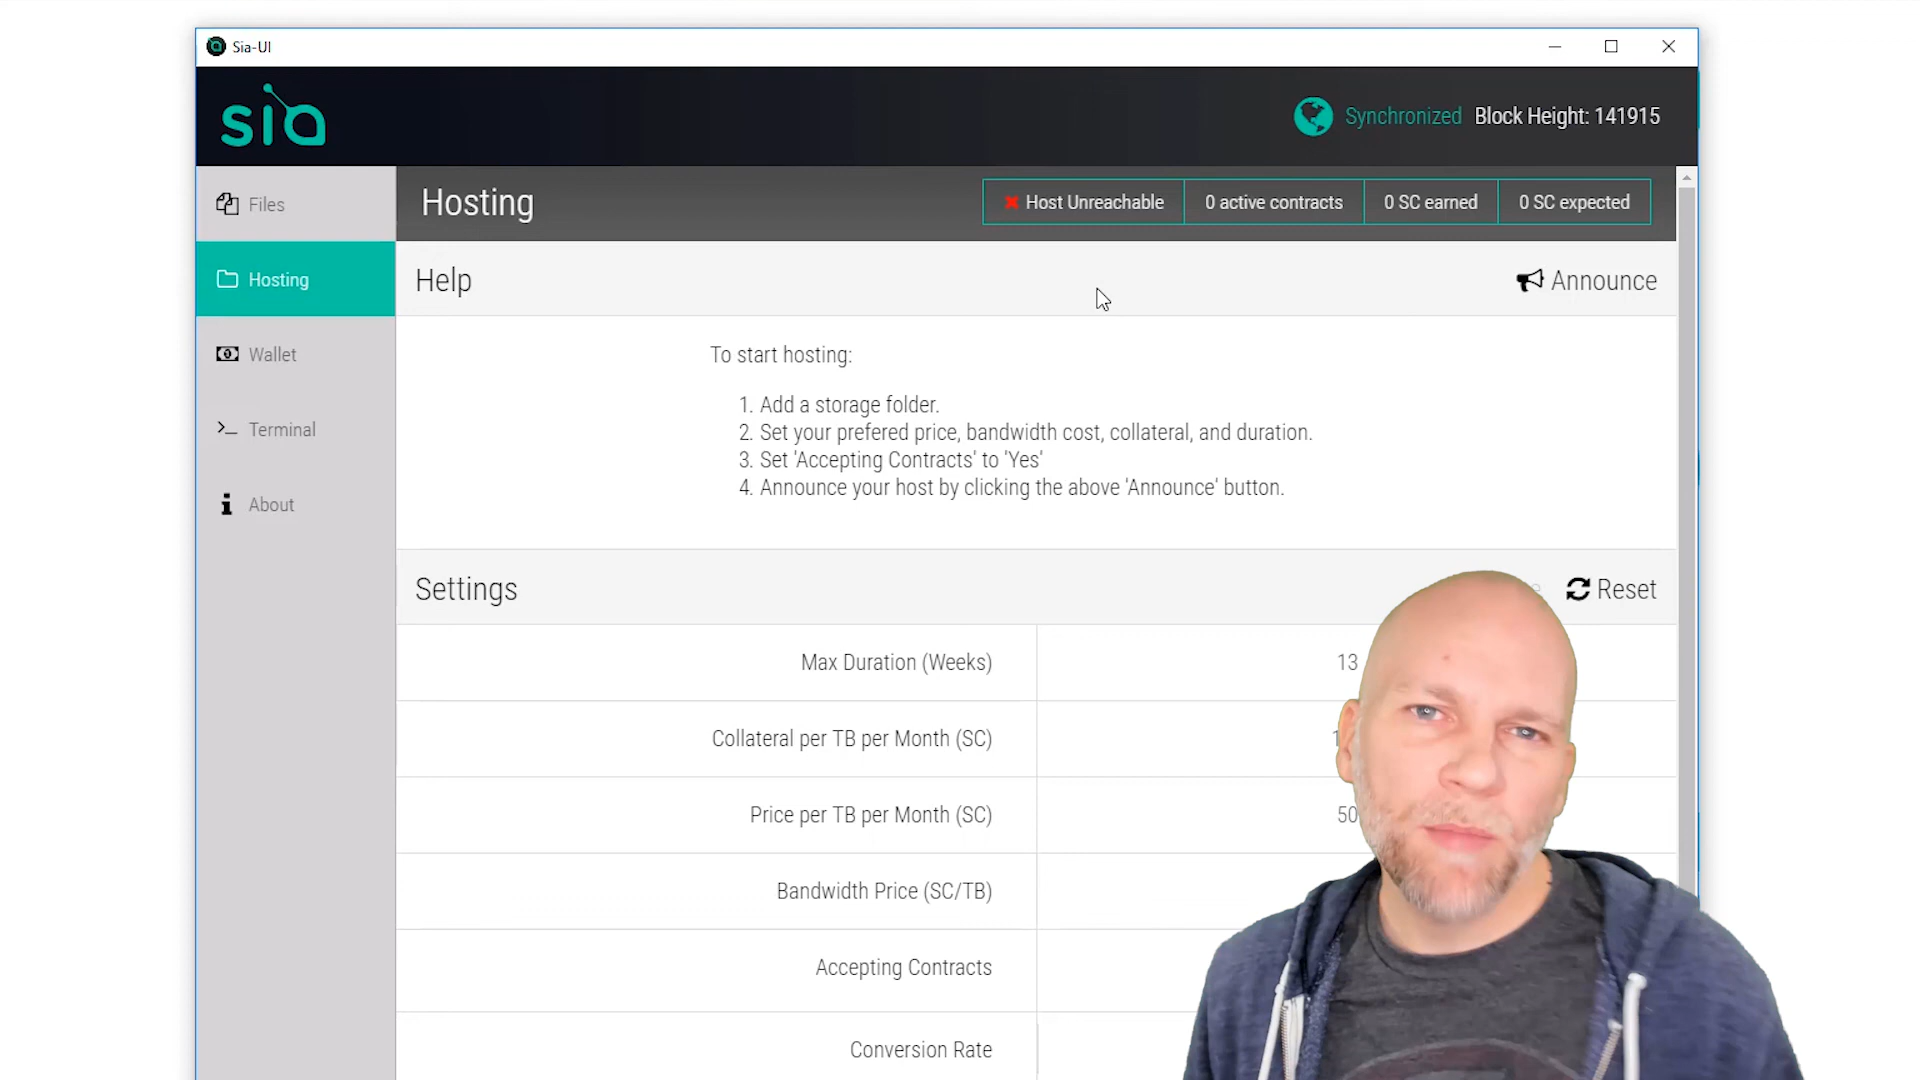 Sia-UI
sia
Synchronized Block Height: 141915
Files
Hosting
Wallet
Terminal
About
Hosting
Host Unreachable
0 active contracts
0 SC earned
0 SC expected
Help
Announce
To start hosting:
1. Add a storage folder.
2. Set your prefered price, bandwidth cost, collateral, and duration.
3. Set 'Accepting Contracts' to 'Yes'
4. Announce your host by clicking the above 'Announce' button.
Settings
Reset
Max Duration (Weeks) 13
Collateral per TB per Month (SC)
Price per TB per Month (SC) 50
Bandwidth Price (SC/TB)
Accepting Contracts
Conversion Rate